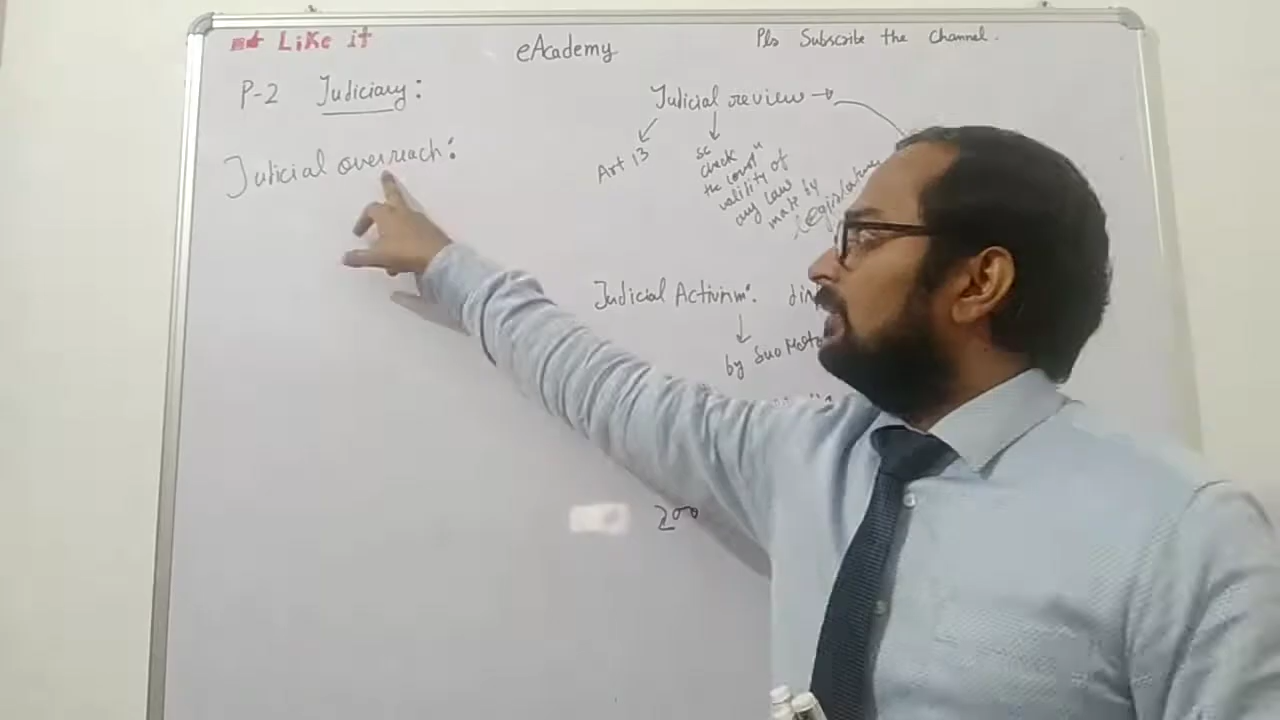 Like it
eAcademy
Pls Subscribe the channel.
P-2 Judiciary:
Judicial overreach:
Judicial review →
Art 13
SC
check
the const"
validity of
any law
made by
legislature
Judicial Activism:
by Suo Moto
200